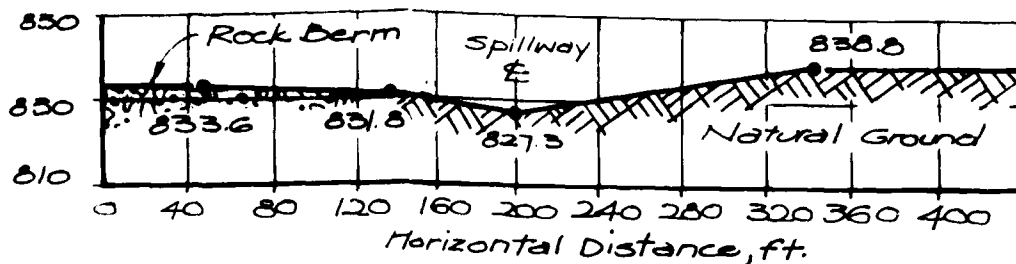 850
Rock Berm
Spillway
℄
838.8
830
833.6
831.8
827.3
Natural Ground
810
0 40 80 120 160 200 240 280 320 360 400
Horizontal Distance, ft.